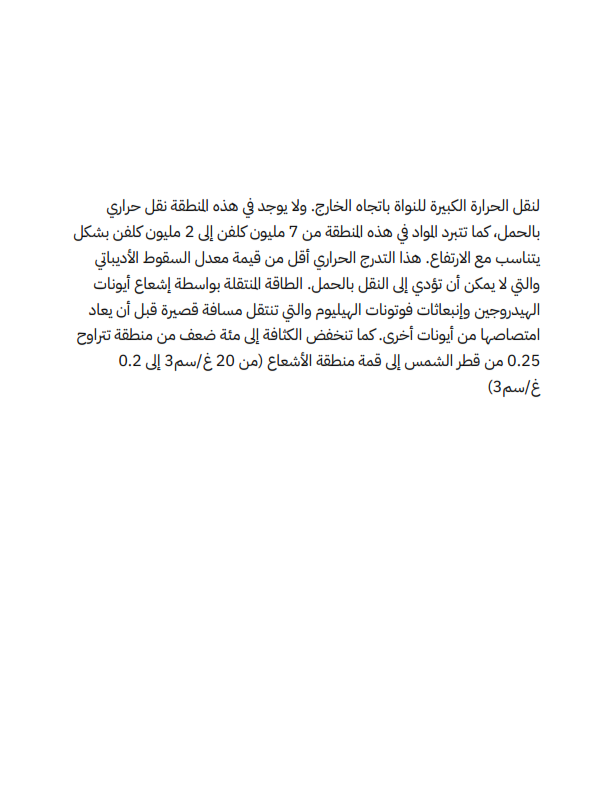 لنقل الحرارة الكبيرة للنواة باتجاه الخارج. ولا يوجد في هذه المنطقة نقل حراري
بالحمل، كما تتبرد المواد في هذه المنطقة من 7 مليون كلفن إلى 2 مليون كلفن بشكل
يتناسب مع الارتفاع. هذا التدرج الحراري أقل من قيمة معدل السقوط الأديباتي
والتي لا يمكن أن تؤدي إلى النقل بالحمل. الطاقة المنتقلة بواسطة إشعاع أيونات
الهيدروجين وإنبعاثات فوتونات الهيليوم والتي تنتقل مسافة قصيرة قبل أن يعاد
امتصاصها من أيونات أخرى. كما تنخفض الكثافة إلى مئة ضعف من منطقة تتراوح
0.25 من قطر الشمس إلى قمة منطقة الأشعاع (من 20 غ/سم3 إلى 0.2
غ/سم3)